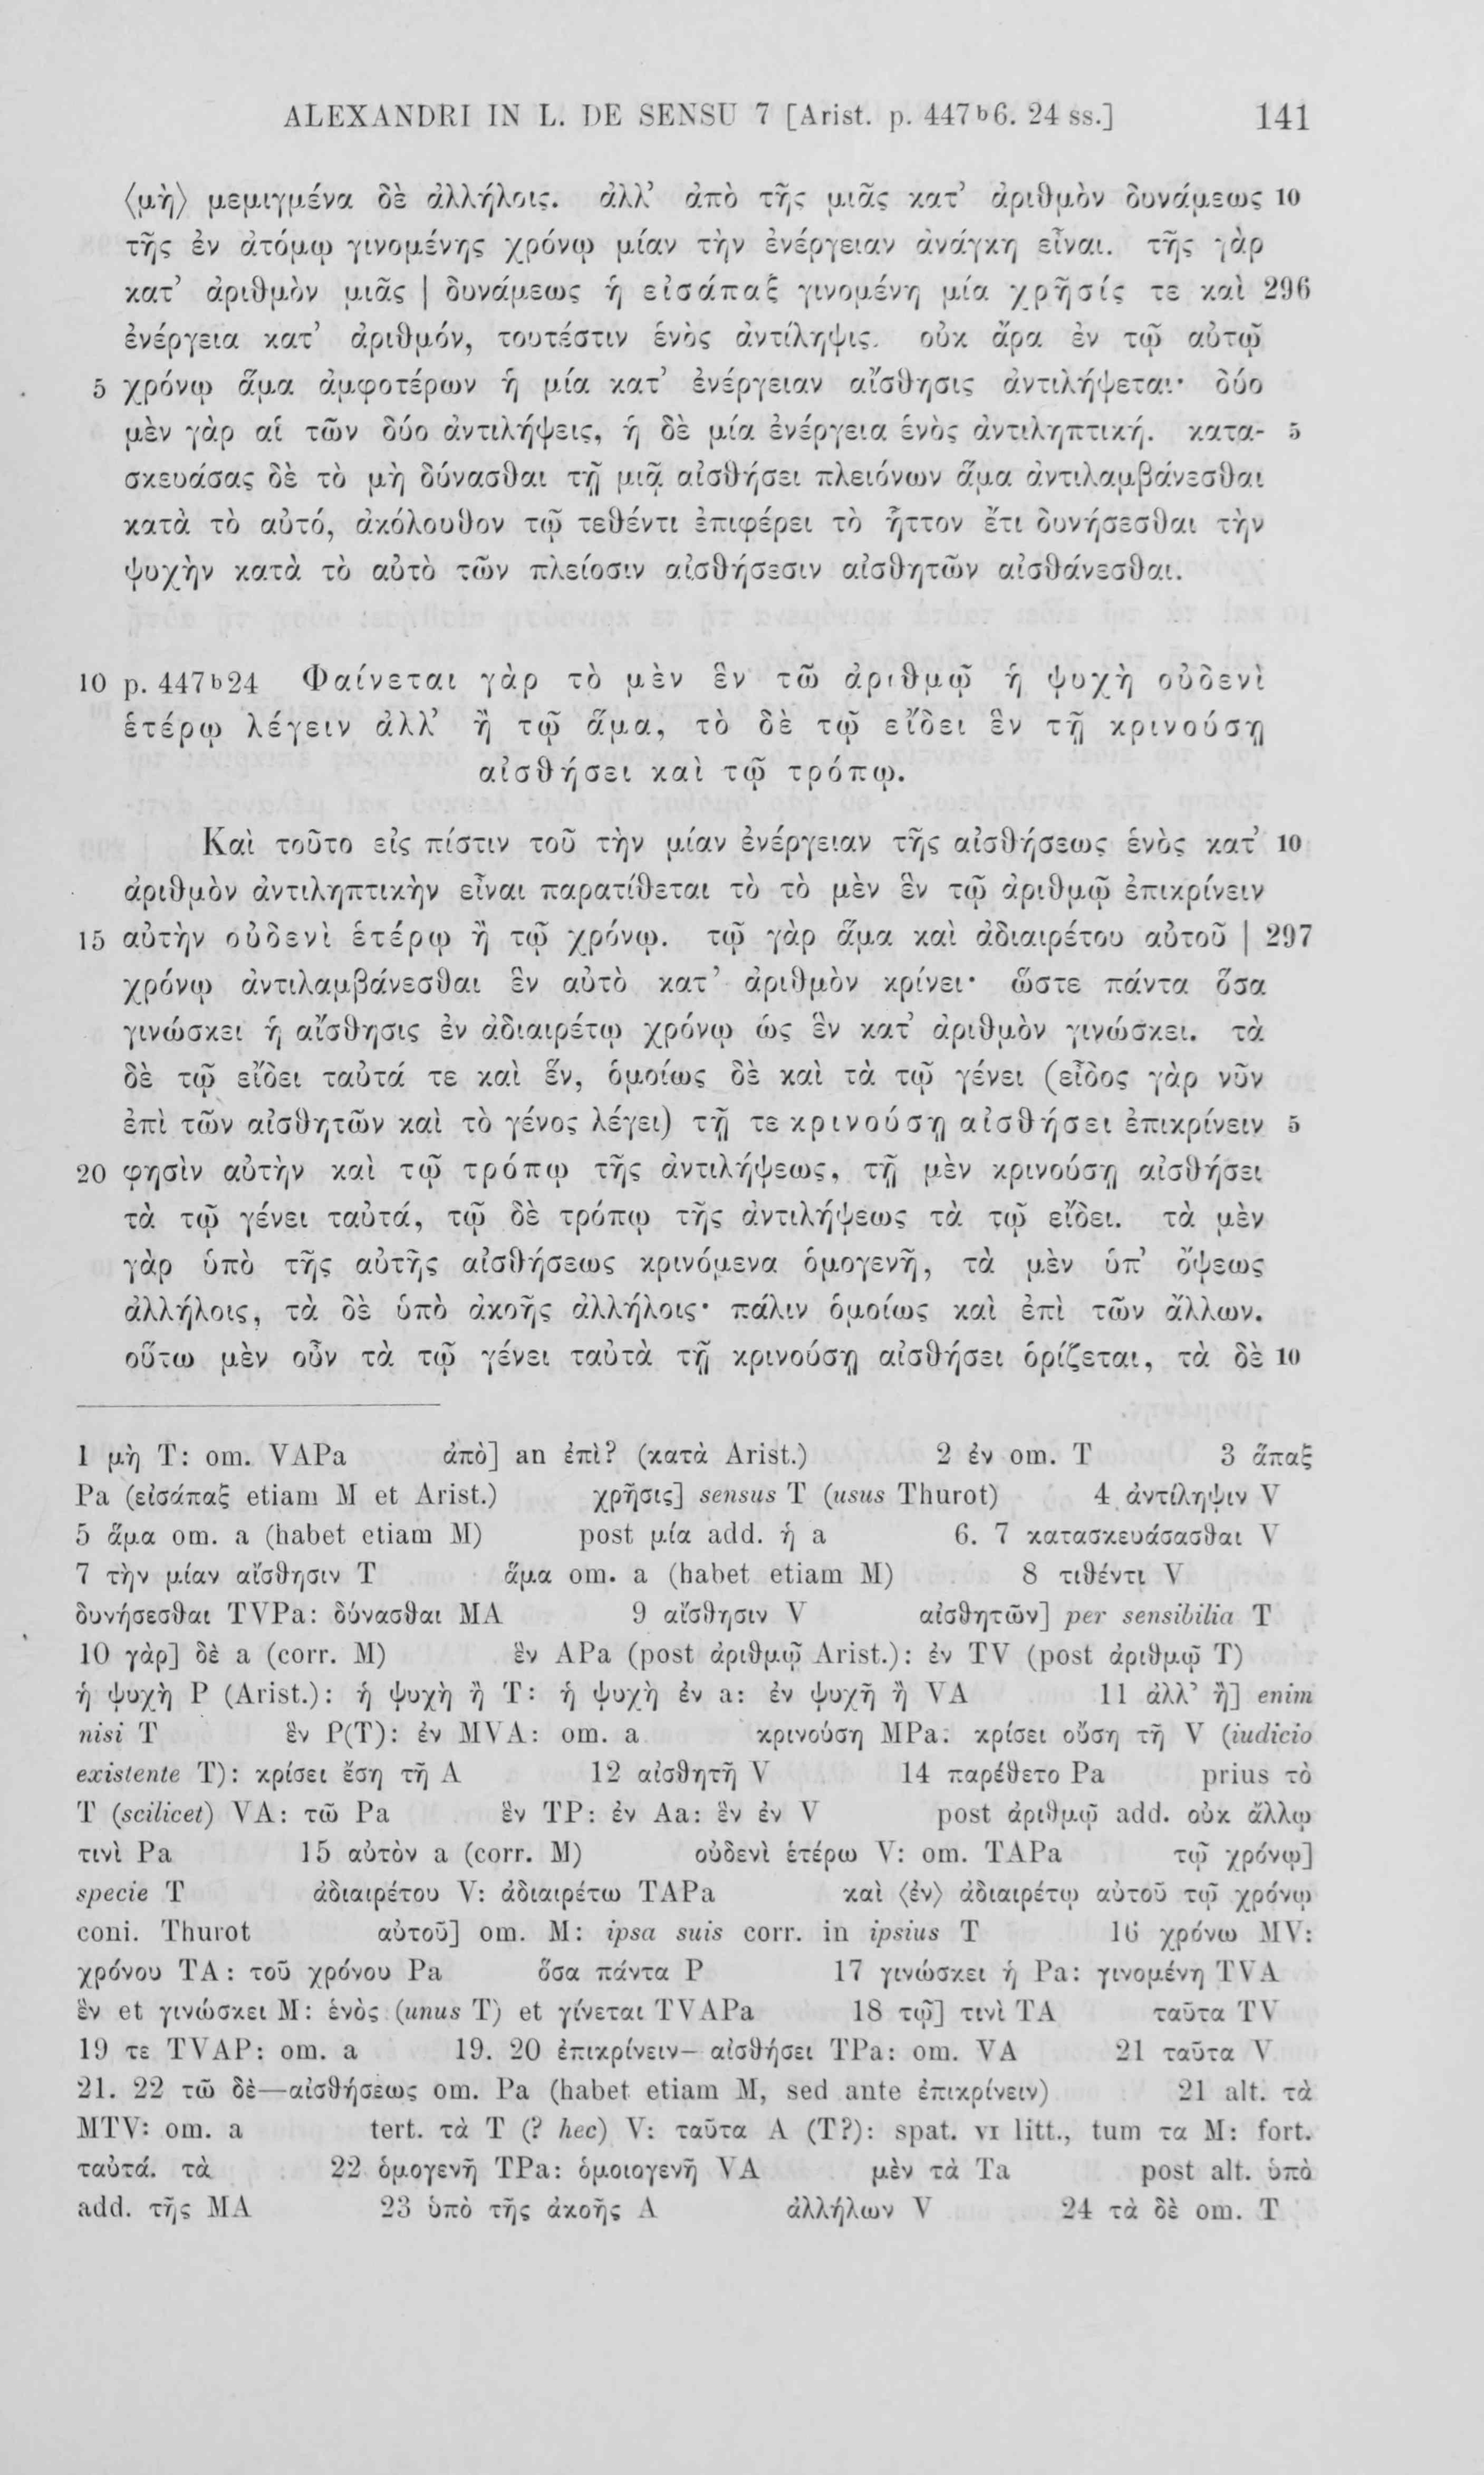 ALEXANDRI IN L. DE SENSU 7 [Arist. p. 447ᵇ6. 24 ss.] 141
⟨μὴ⟩ μεμιγμένα δὲ ἀλλήλοις. ἀλλ’ ἀπὸ τῆς μιᾶς κατ’ ἀριθμὸν δυνάμεως 10
τῆς ἐν ἀτόμῳ γινομένης χρόνῳ μίαν τὴν ἐνέργειαν ἀνάγκη εἶναι. τῆς γὰρ
κατ’ ἀριθμὸν μιᾶς | δυνάμεως ἡ εἰσάπαξ γινομένη μία χρῆσίς τε καὶ 296
ἐνέργεια κατ’ ἀριθμόν, τουτέστιν ἑνὸς ἀντίληψις. οὐκ ἄρα ἐν τῷ αὐτῷ
5 χρόνῳ ἅμα ἀμφοτέρων ἡ μία κατ’ ἐνέργειαν αἴσθησις ἀντιλήψεται· δύο
μὲν γὰρ αἱ τῶν δύο ἀντιλήψεις, ἡ δὲ μία ἐνέργεια ἑνὸς ἀντιληπτική. κατα- 5
σκευάσας δὲ τὸ μὴ δύνασθαι τῇ μιᾷ αἰσθήσει πλειόνων ἅμα ἀντιλαμβάνεσθαι
κατὰ τὸ αὐτό, ἀκόλουθον τῷ τεθέντι ἐπιφέρει τὸ ἧττον ἔτι δυνήσεσθαι τὴν
ψυχὴν κατὰ τὸ αὐτὸ τῶν πλείοσιν αἰσθήσεσιν αἰσθητῶν αἰσθάνεσθαι.
10 p. 447ᵇ24 Φαίνεται γὰρ τὸ μὲν ἓν τῶ ἀριθμῷ ἡ ψυχὴ οὐδενὶ
ἑτέρῳ λέγειν ἀλλ’ ἢ τῷ ἅμα, τὸ δὲ τῷ εἴδει ἓν τῇ κρινούσῃ
αἰσθήσει καὶ τῷ τρόπῳ.
Καὶ τοῦτο εἰς πίστιν τοῦ τὴν μίαν ἐνέργειαν τῆς αἰσθήσεως ἑνὸς κατ’ 10
ἀριθμὸν ἀντιληπτικὴν εἶναι παρατίθεται τὸ τὸ μὲν ἓν τῷ ἀριθμῷ ἐπικρίνειν
15 αὐτὴν οὐδενὶ ἑτέρῳ ἢ τῷ χρόνῳ. τῷ γὰρ ἅμα καὶ ἀδιαιρέτου αὐτοῦ | 297
χρόνῳ ἀντιλαμβάνεσθαι ἓν αὐτὸ κατ’ ἀριθμὸν κρίνει· ὥστε πάντα ὅσα
γινώσκει ἡ αἴσθησις ἐν ἀδιαιρέτῳ χρόνῳ ὡς ἓν κατ’ ἀριθμὸν γινώσκει. τὰ
δὲ τῷ εἴδει ταὐτά τε καὶ ἕν, ὁμοίως δὲ καὶ τὰ τῷ γένει (εἶδος γὰρ νῦν
ἐπὶ τῶν αἰσθητῶν καὶ τὸ γένος λέγει) τῇ τε κρινούσῃ αἰσθήσει ἐπικρίνειν 5
20 φησὶν αὐτὴν καὶ τῷ τρόπῳ τῆς ἀντιλήψεως, τῇ μὲν κρινούσῃ αἰσθήσει
τὰ τῷ γένει ταὐτά, τῷ δὲ τρόπῳ τῆς ἀντιλήψεως τὰ τῷ εἴδει. τὰ μὲν
γὰρ ὑπὸ τῆς αὐτῆς αἰσθήσεως κρινόμενα ὁμογενῆ, τὰ μὲν ὑπ’ ὄψεως
ἀλλήλοις, τὰ δὲ ὑπὸ ἀκοῆς ἀλλήλοις· πάλιν ὁμοίως καὶ ἐπὶ τῶν ἄλλων.
οὕτω μὲν οὖν τὰ τῷ γένει ταὐτὰ τῇ κρινούσῃ αἰσθήσει ὁρίζεται, τὰ δὲ 10
1 μὴ T: om. VAPa ἀπὸ] an ἐπὶ? (κατὰ Arist.) 2 ἐν om. T 3 ἅπαξ
Pa (εἰσάπαξ etiam M et Arist.) χρῆσις] sensus T (usus Thurot) 4 ἀντίληψιν V
5 ἅμα om. a (habet etiam M) post μία add. ἡ a 6. 7 κατασκευάσασθαι V
7 τὴν μίαν αἴσθησιν T ἅμα om. a (habet etiam M) 8 τιθέντι V
δυνήσεσθαι TVPa: δύνασθαι MA 9 αἴσθησιν V αἰσθητῶν] per sensibilia T
10 γὰρ] δὲ a (corr. M) ἓν APa (post ἀριθμῷ Arist.): ἐν TV (post ἀριθμῷ T)
ἡ ψυχὴ P (Arist.): ἡ ψυχὴ ἢ T: ἡ ψυχὴ ἐν a: ἐν ψυχῇ ἢ VA 11 ἀλλ’ ἢ] enim
nisi T ἓν P(T): ἐν MVA: om. a κρινούση MPa: κρίσει οὔση τῆ V (iudicio
existente T): κρίσει ἔση τῆ A 12 αἰσθητῆ V 14 παρέθετο Pa prius τὸ
T (scilicet) VA: τῶ Pa ἓν TP: ἐν Aa: ἓν ἐν V post ἀριθμῷ add. οὐκ ἄλλῳ
τινὶ Pa 15 αὐτὸν a (corr. M) οὐδενὶ ἑτέρω V: om. TAPa τῷ χρόνῳ]
specie T ἀδιαιρέτου V: ἀδιαιρέτω TAPa καὶ ⟨ἐν⟩ ἀδιαιρέτῳ αὐτοῦ τῷ χρόνῳ
coni. Thurot αὐτοῦ] om. M: ipsa suis corr. in ipsius T 16 χρόνω MV:
χρόνου TA: τοῦ χρόνου Pa ὅσα πάντα P 17 γινώσκει ἡ Pa: γινομένη TVA
ἓν et γινώσκει M: ἑνὸς (unus T) et γίνεται TVAPa 18 τῷ] τινὶ TA ταῦτα TV
19 τε TVAP: om. a 19. 20 ἐπικρίνειν— αἰσθήσει TPa: om. VA 21 ταῦτα V
21. 22 τῶ δὲ—αἰσθήσεως om. Pa (habet etiam M, sed ante ἐπικρίνειν) 21 alt. τὰ
MTV: om. a tert. τὰ T (? hec) V: ταῦτα A (T?): spat. VI litt., tum τα M: fort.
ταὐτά. τὰ 22 ὁμογενῆ TPa: ὁμοιογενῆ VA μὲν τὰ Ta post alt. ὑπὸ
add. τῆς MA 23 ὑπὸ τῆς ἀκοῆς A ἀλλήλων V 24 τὰ δὲ om. T